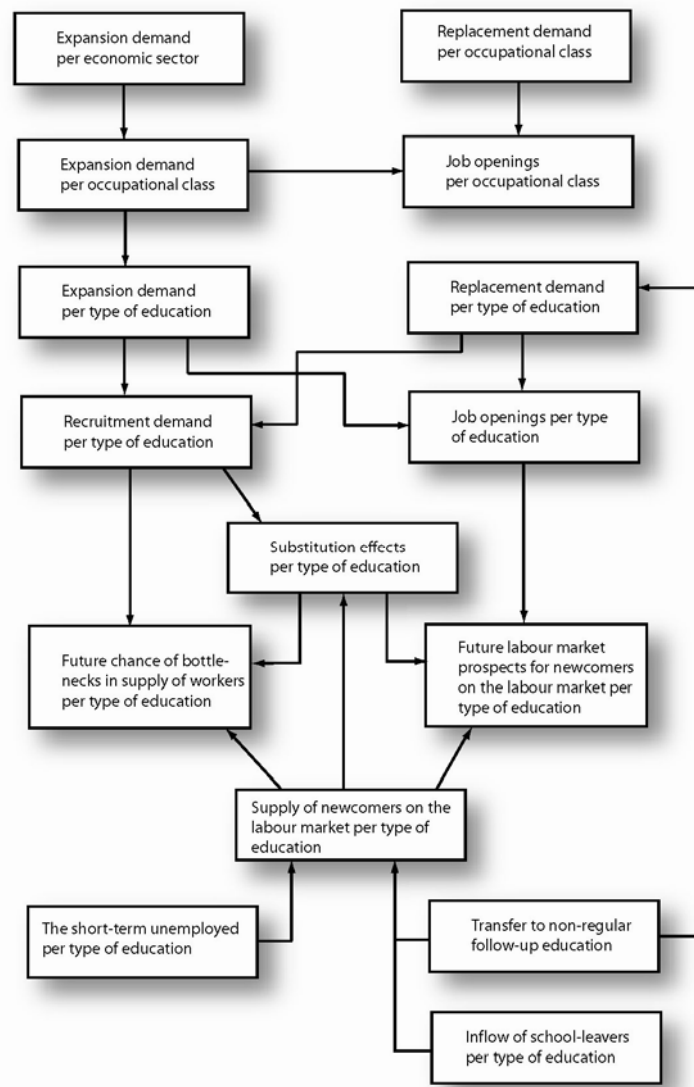 Expansion demand
per economic sector
Replacement demand
per occupational class
Expansion demand
per occupational class
Job openings
per occupational class
Expansion demand
per type of education
Replacement demand
per type of education
Recruitment demand
per type of education
Job openings per type
of education
Substitution effects
per type of education
Future chance of bottle-
necks in supply of workers
per type of education
Future labour market
prospects for newcomers
on the labour market per
type of education
Supply of newcomers on the
labour market per type of
education
The short-term unemployed
per type of education
Transfer to non-regular
follow-up education
Inflow of school-leavers
per type of education